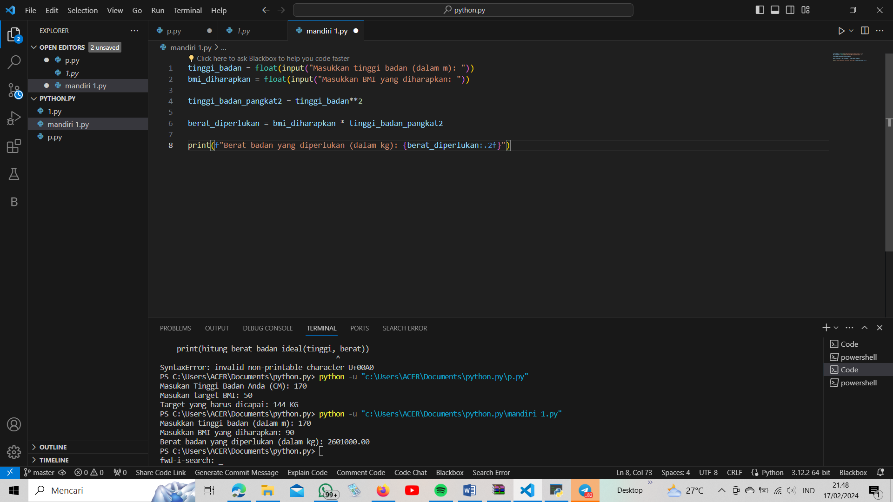 File Edit Selection View Go Run Terminal Help
python.py
EXPLORER
p.py
1.py
mandiri 1.py
OPEN EDITORS 2 unsaved
p.py
1.py
mandiri 1.py
PYTHON.PY
1.py
mandiri 1.py
p.py
mandiri 1.py > ...
Click here to ask Blackbox to help you code faster
1 tinggi_badan = float(input("Masukkan tinggi badan (dalam m): "))
2 bmi_diharapkan = float(input("Masukkan BMI yang diharapkan: "))
3
4 tinggi_badan_pangkat2 = tinggi_badan**2
5
6 berat_diperlukan = bmi_diharapkan * tinggi_badan_pangkat2
7
8 print(f"Berat badan yang diperlukan (dalam kg): {berat_diperlukan:.2f}")
PROBLEMS OUTPUT DEBUG CONSOLE TERMINAL PORTS SEARCH ERROR
print(hitung berat badan ideal(tinggi, berat))
^
SyntaxError: invalid non-printable character U+00A0
PS C:\Users\ACER\Documents\python.py> python -u "c:\Users\ACER\Documents\python.py\p.py"
Masukan Tinggi Badan Anda (CM): 170
Masukan target BMI: 50
Target yang harus dicapai: 144 KG
PS C:\Users\ACER\Documents\python.py> python -u "c:\Users\ACER\Documents\python.py\mandiri 1.py"
Masukkan tinggi badan (dalam m): 170
Masukkan BMI yang diharapkan: 90
Berat badan yang diperlukan (dalam kg): 2601000.00
PS C:\Users\ACER\Documents\python.py>
fwd-i-search: _
Code
powershell
Code
powershell
OUTLINE
TIMELINE
master 0 0 0 Share Code Link Generate Commit Message Explain Code Comment Code Code Chat Blackbox Search Error Ln 8, Col 73 Spaces: 4 UTF-8 CRLF Python 3.12.2 64-bit Blackbox
Mencari
99+
Desktop
27°C
IND
21.48
17/02/2024